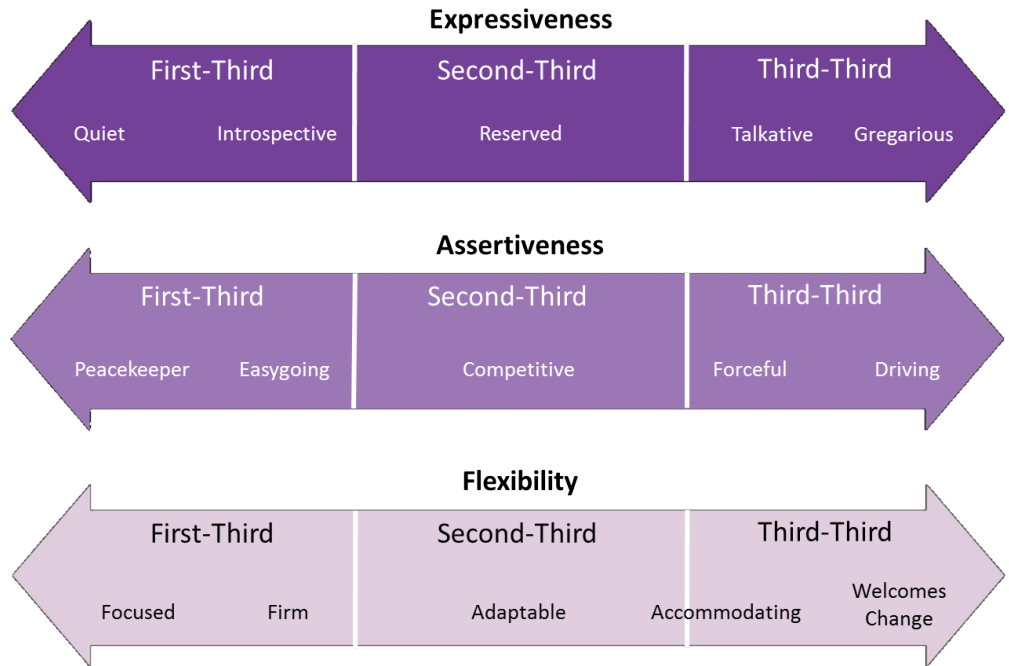 Expressiveness
First-Third Second-Third Third-Third
Quiet Introspective Reserved Talkative Gregarious
Assertiveness
First-Third Second-Third Third-Third
Peacekeeper Easygoing Competitive Forceful Driving
Flexibility
First-Third Second-Third Third-Third
Focused Firm Adaptable Accommodating Welcomes
Change